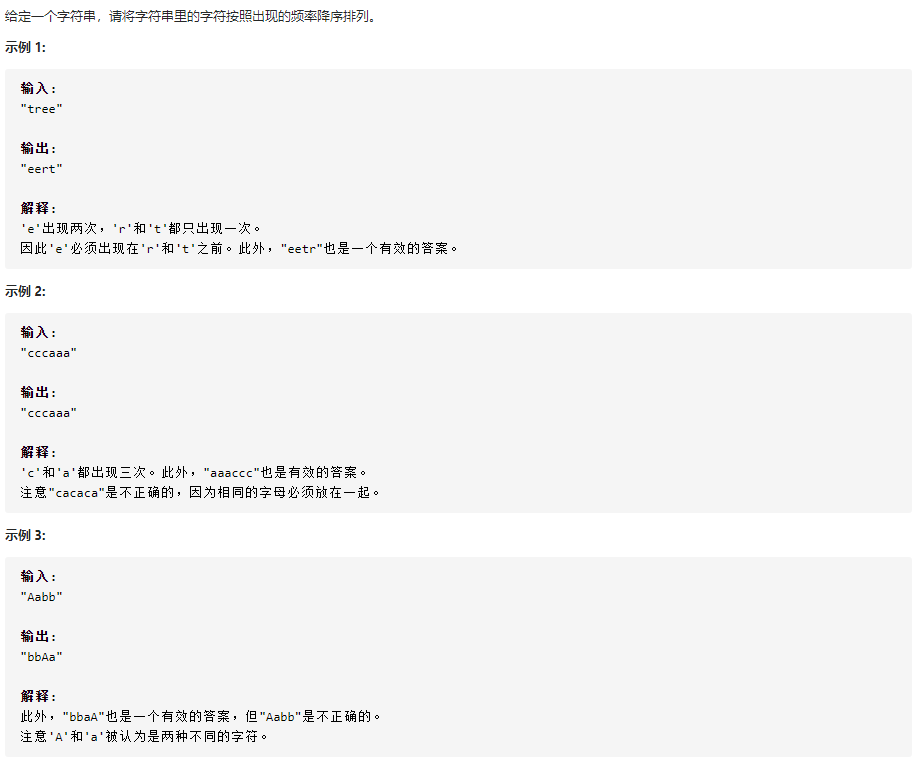 给定一个字符串，请将字符串里的字符按照出现的频率降序排列。
示例 1:
输入:
"tree"
输出:
"eert"
解释:
'e'出现两次，'r'和't'都只出现一次。
因此'e'必须出现在'r'和't'之前。此外，"eetr"也是一个有效的答案。
示例 2:
输入:
"cccaaa"
输出:
"cccaaa"
解释:
'c'和'a'都出现三次。此外，"aaaccc"也是有效的答案。
注意"cacaca"是不正确的，因为相同的字母必须放在一起。
示例 3:
输入:
"Aabb"
输出:
"bbAa"
解释:
此外，"bbaA"也是一个有效的答案，但"Aabb"是不正确的。
注意'A'和'a'被认为是两种不同的字符。